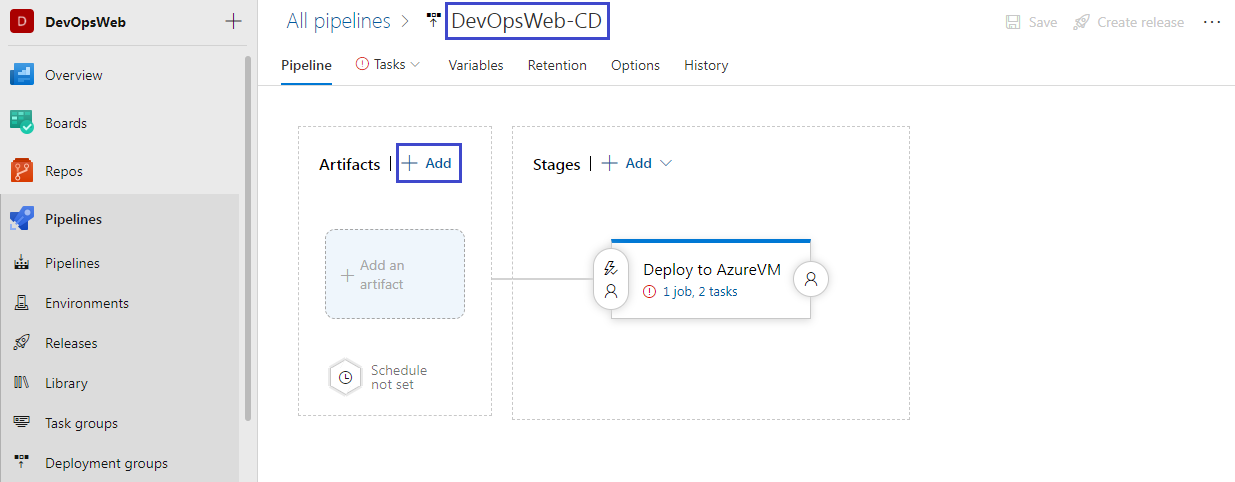 D DevOpsWeb
Overview
Boards
Repos
Pipelines
Pipelines
Environments
Releases
Library
Task groups
Deployment groups
All pipelines > DevOpsWeb-CD
Save Create release ...
Pipeline Tasks Variables Retention Options History
Artifacts | + Add
Add an
artifact
Schedule
not set
Stages | + Add
Deploy to AzureVM
1 job, 2 tasks